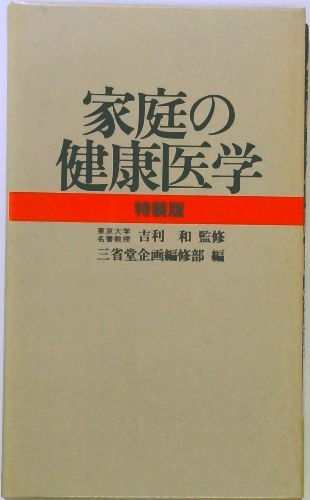 家庭の
健康医学
特装版
東京大学
名誉教授 吉利 和 監修
三省堂企画編修部 編